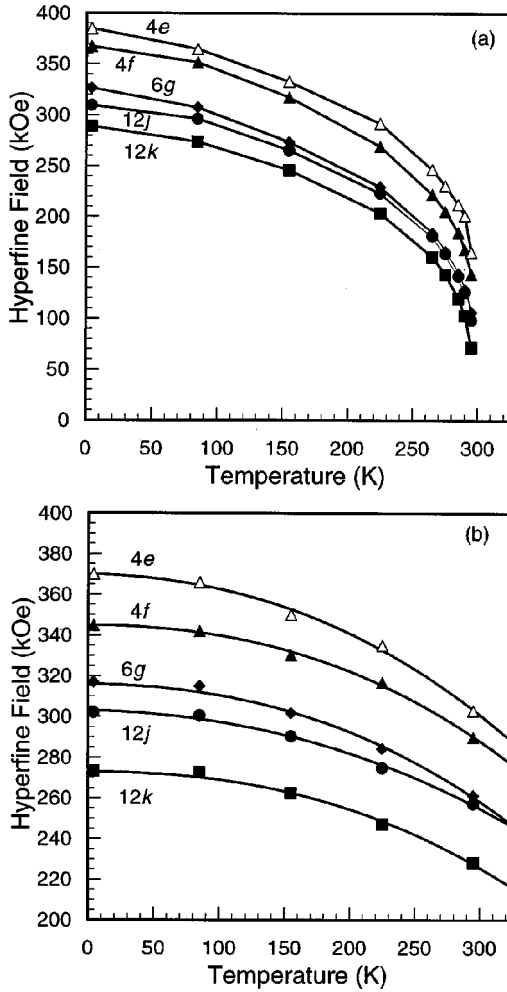 (a)
400
350
300
250
200
150
100
50
0
Hyperfine Field (kOe)
4e
4f
6g
12j
12k
0 50 100 150 200 250 300
Temperature (K)
(b)
400
380
360
340
320
300
280
260
240
220
200
Hyperfine Field (kOe)
4e
4f
6g
12j
12k
0 50 100 150 200 250 300
Temperature (K)